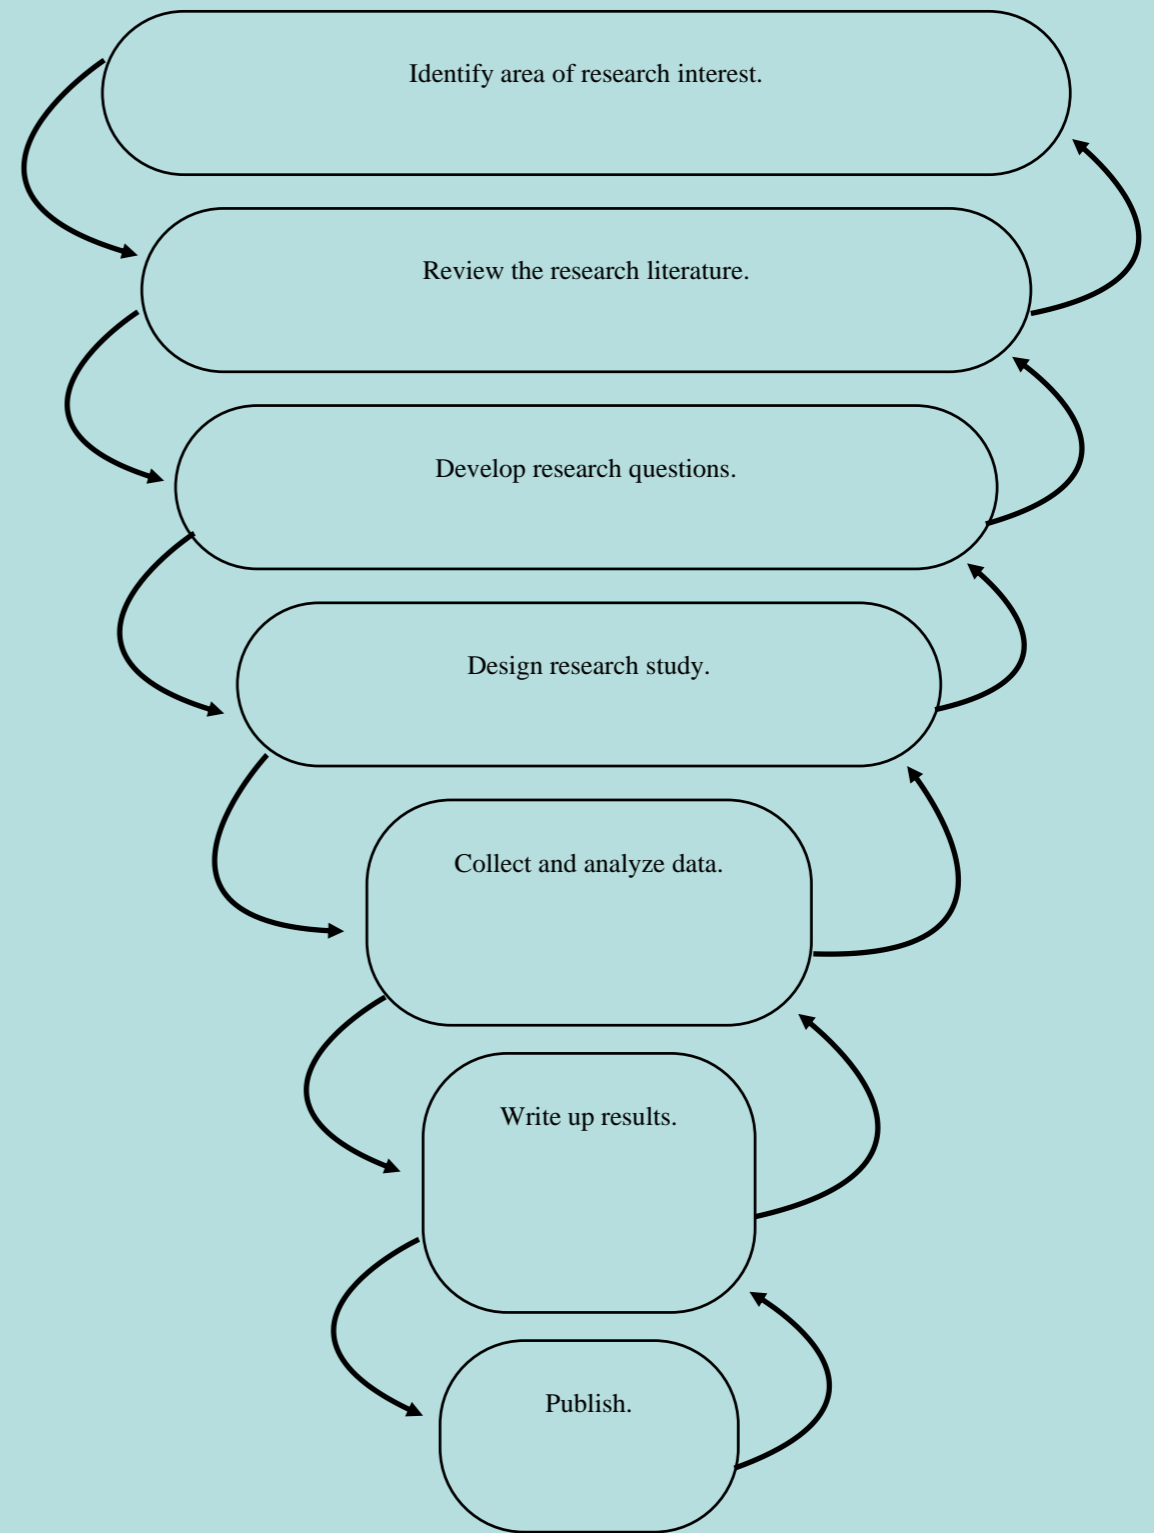 Identify area of research interest.
Review the research literature.
Develop research questions.
Design research study.
Collect and analyze data.
Write up results.
Publish.